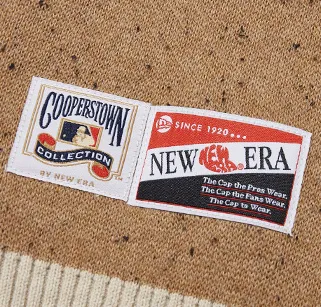 COOPERSTOWN
COLLECTION
BY NEW ERA
SINCE 1920...
NEW NEW ERA ERA
The Cap the Pros Wear.
The Cap the Fans Wear.
The Cap to Wear.